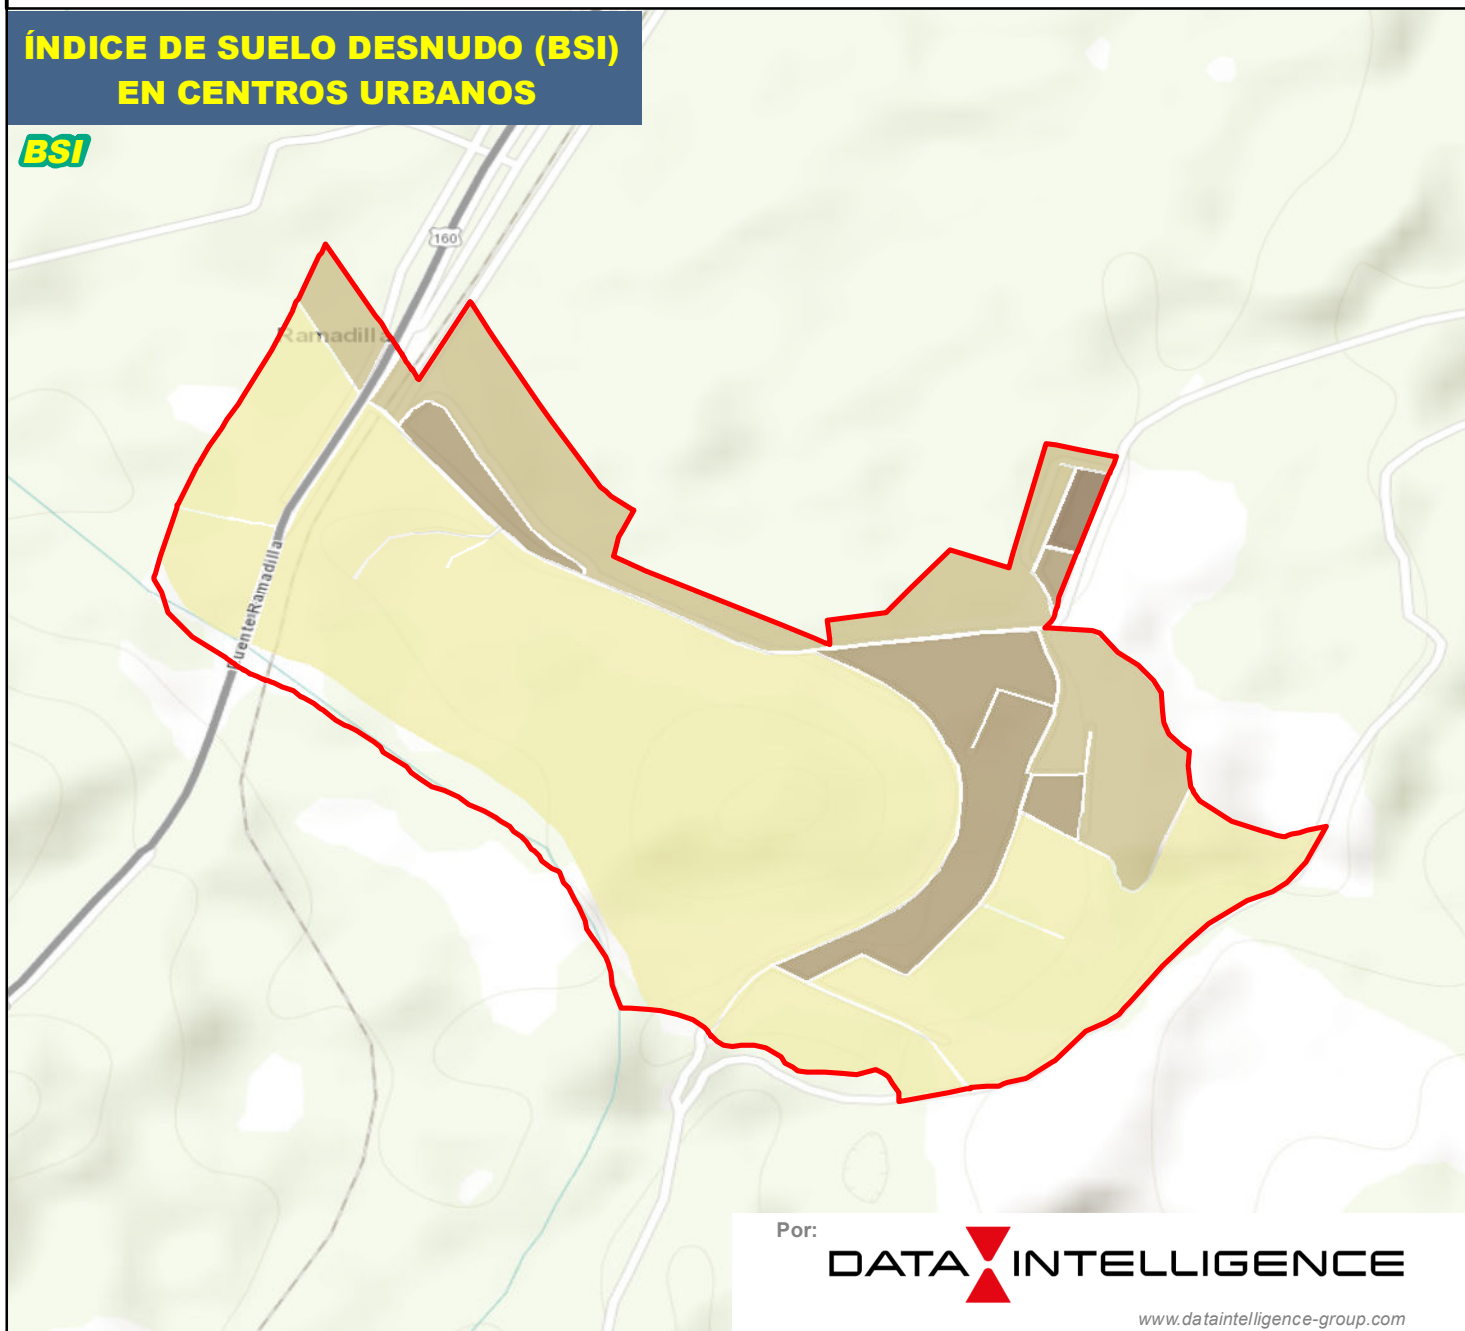 ÍNDICE DE SUELO DESNUDO (BSI)
EN CENTROS URBANOS
BSI
160
Ramadilla
Puente Ramadilla
Por:
DATA INTELLIGENCE
www.dataintelligence-group.com